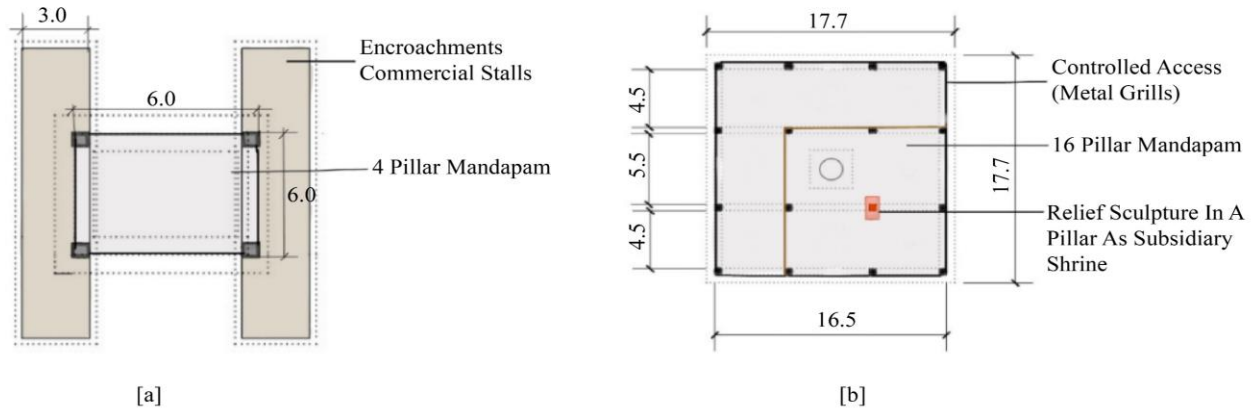 3.0
Encroachments
Commercial Stalls
6.0
4 Pillar Mandapam
6.0
[a]
17.7
Controlled Access
(Metal Grills)
4.5
16 Pillar Mandapam
5.5
17.7
Relief Sculpture In A
Pillar As Subsidiary
Shrine
4.5
16.5
[b]